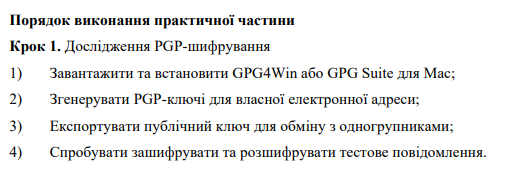 Порядок виконання практичної частини
Крок 1. Дослідження PGP-шифрування
1) Завантажити та встановити GPG4Win або GPG Suite для Mac;
2) Згенерувати PGP-ключі для власної електронної адреси;
3) Експортувати публічний ключ для обміну з одногрупниками;
4) Спробувати зашифрувати та розшифрувати тестове повідомлення.